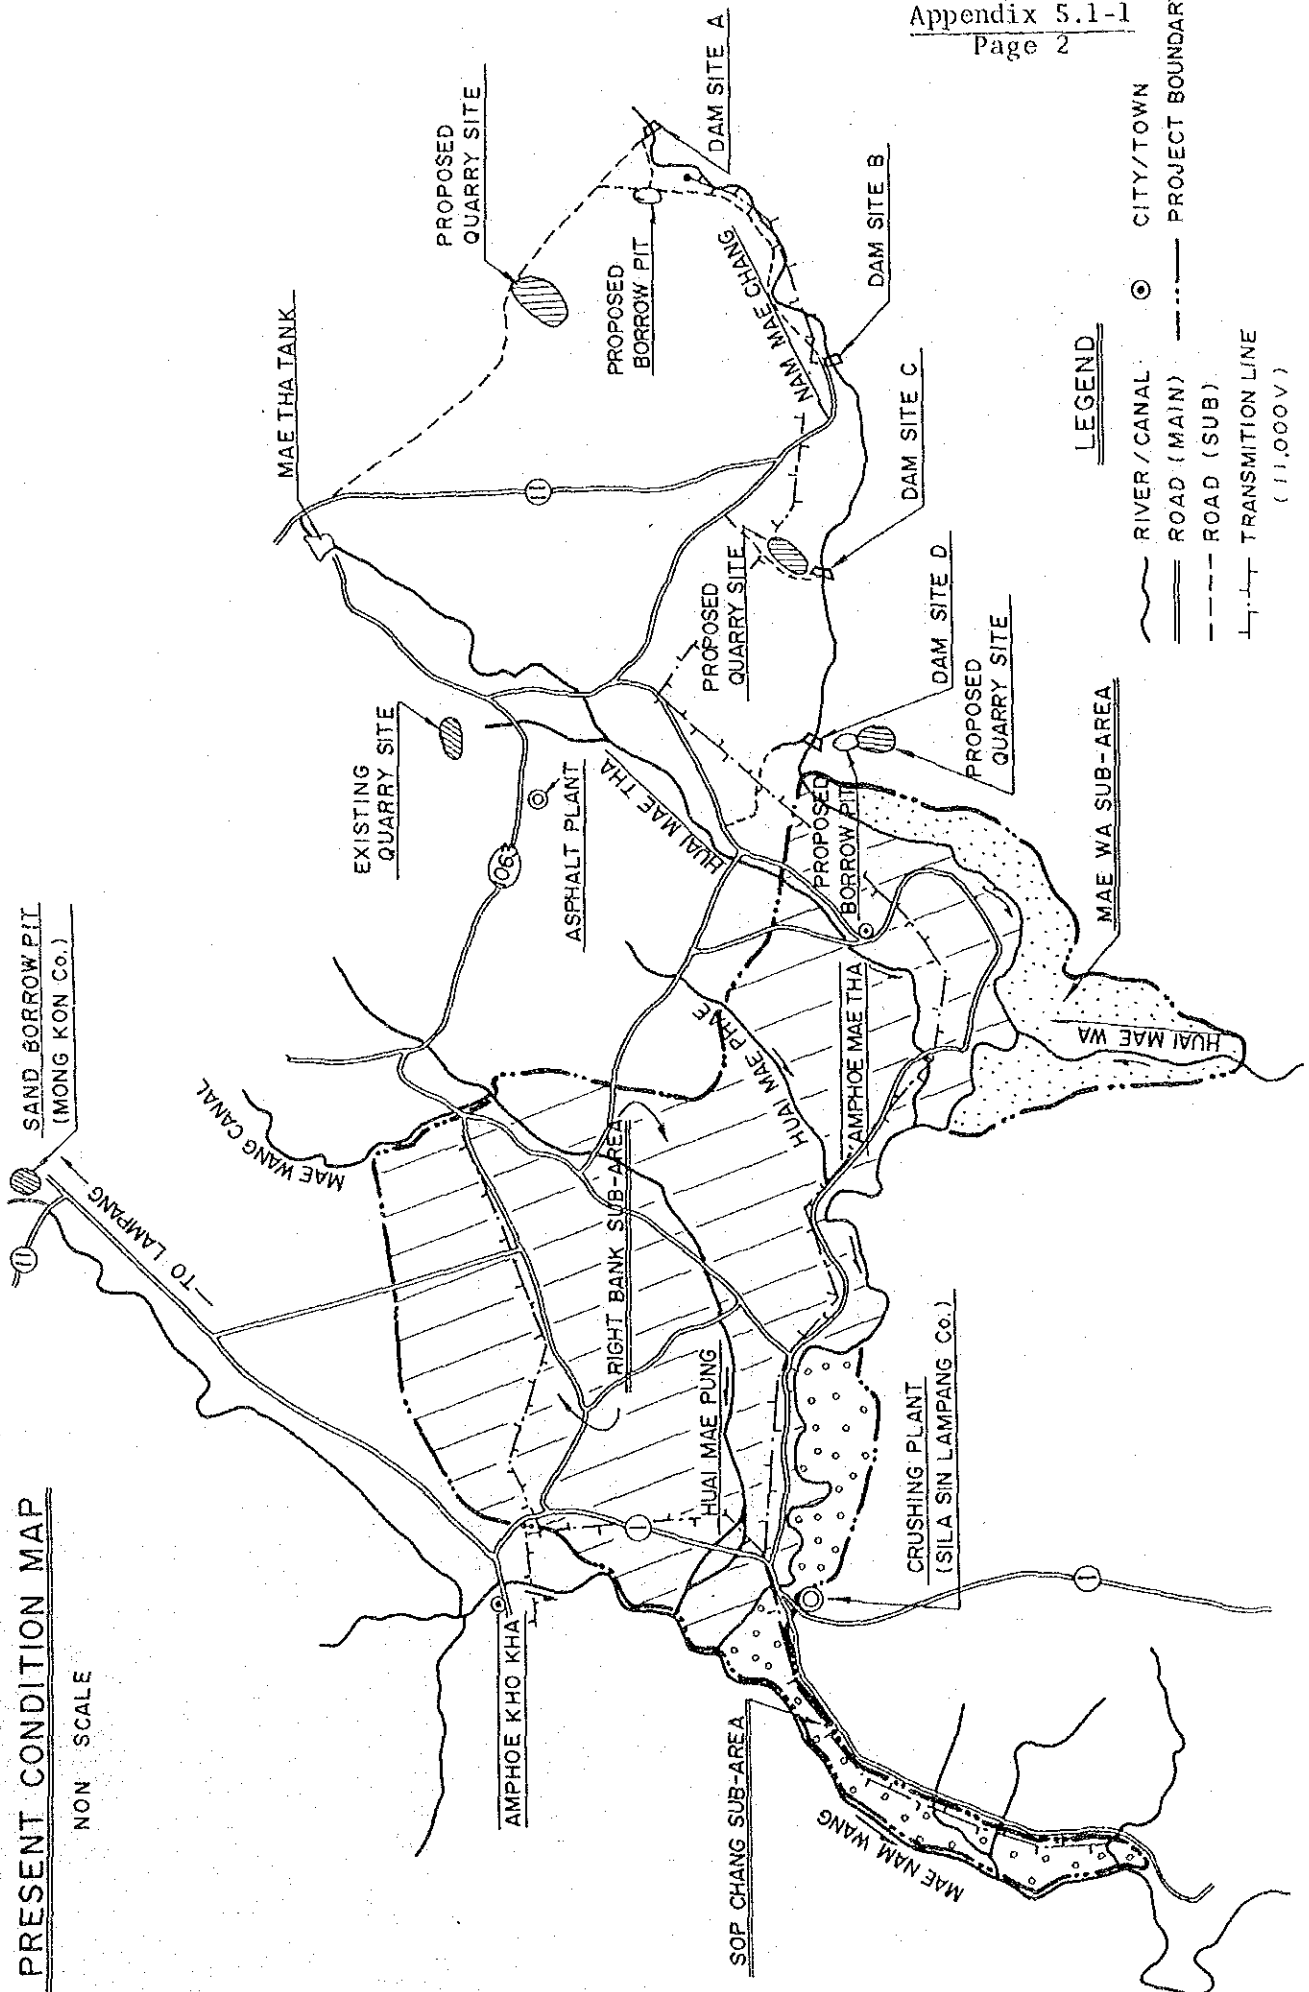 Appendix 5.1-1
Page 2
PRESENT CONDITION MAP
NON SCALE
SAND BORROW PIT
(MONG KON Co.)
11
TO LAMPANG
MAE WANG CANAL
MAE THA TANK
PROPOSED
QUARRY SITE
DAM SITE A
PROPOSED
BORROW PIT
NAM MAE CHANG
DAM SITE B
11
DAM SITE C
PROPOSED
QUARRY SITE
DAM SITE D
PROPOSED
QUARRY SITE
EXISTING
QUARRY SITE
ASPHALT PLANT
HUAI MAE THA
PROPOSED
BORROW PIT
MAE WA SUB-AREA
HUAI MAE WA
AMPHOE MAE THA
HUAI MAE PHAE
RIGHT BANK SUB-AREA
HUAI MAE PUNG
1
CRUSHING PLANT
(SILA SIN LAMPANG Co.)
1
AMPHOE KHO KHA
SOP CHANG SUB-AREA
MAE NAM WANG
LEGEND
RIVER/CANAL
ROAD (MAIN)
ROAD (SUB)
TRANSMITION LINE
(11,000V)
CITY/TOWN
PROJECT BOUNDAR